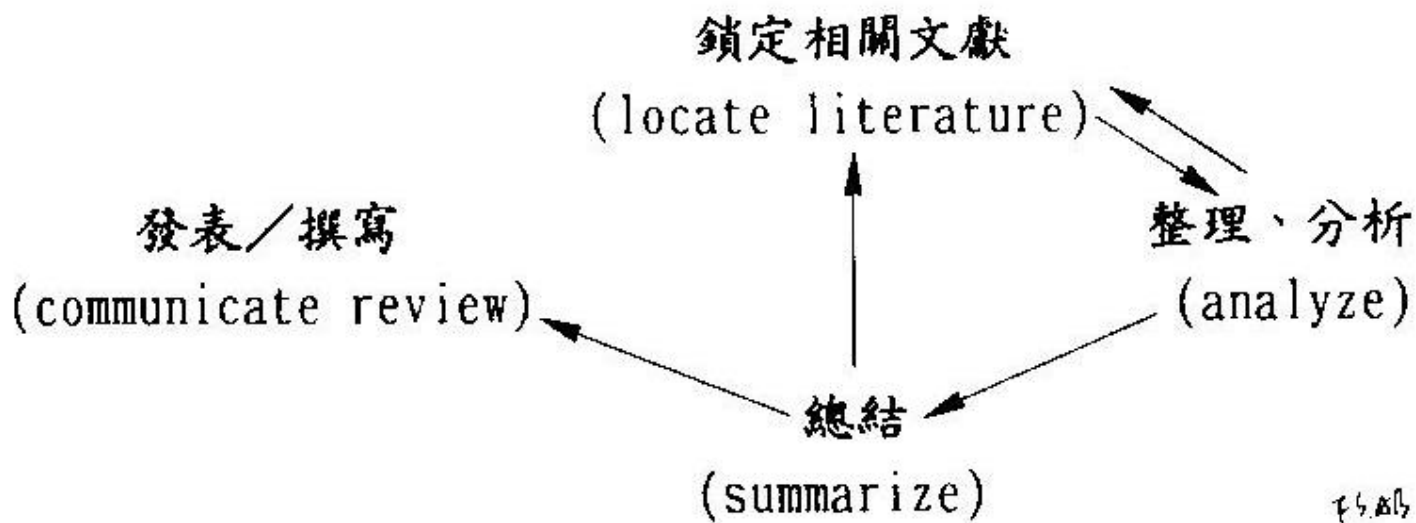 鎖定相關文獻
(locate literature)
發表／撰寫
(communicate review)
整理、分析
(analyze)
總結
(summarize)